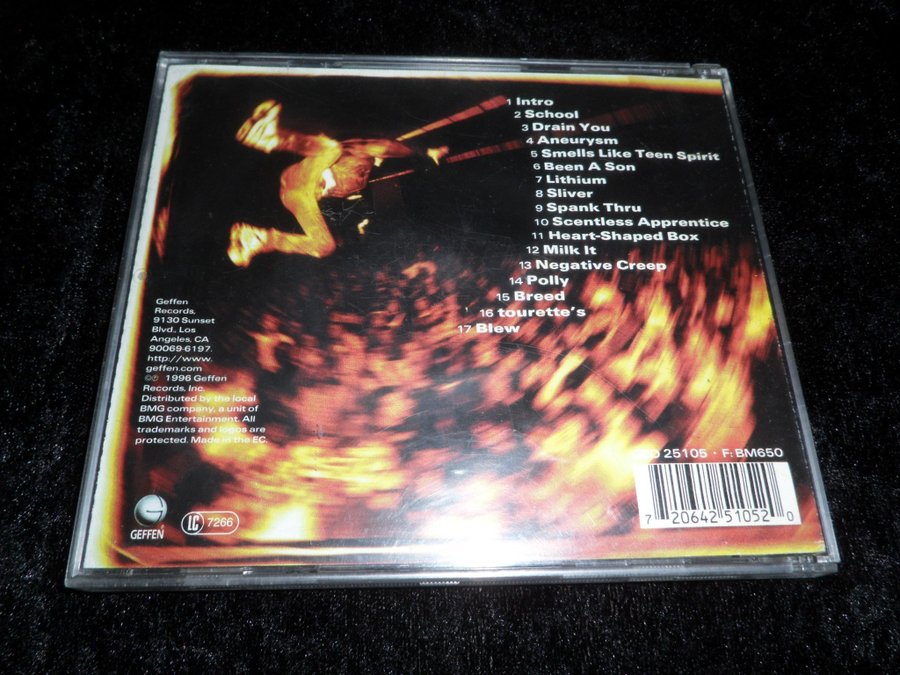 1 Intro
2 School
3 Drain You
4 Aneurysm
5 Smells Like Teen Spirit
6 Been A Son
7 Lithium
8 Sliver
9 Spank Thru
10 Scentless Apprentice
11 Heart-Shaped Box
12 Milk It
13 Negative Creep
14 Polly
15 Breed
16 tourette's
17 Blew
Geffen
Records,
9130 Sunset
Blvd., Los
Angeles, CA
90069-6197.
http://www.
geffen.com
©℗ 1996 Geffen
Records, Inc.
Distributed by the local
BMG company, a unit of
BMG Entertainment. All
trademarks and logos are
protected. Made in the EC.
25105 · F: BM650
7 20642 51052 0
GEFFEN
LC 7266